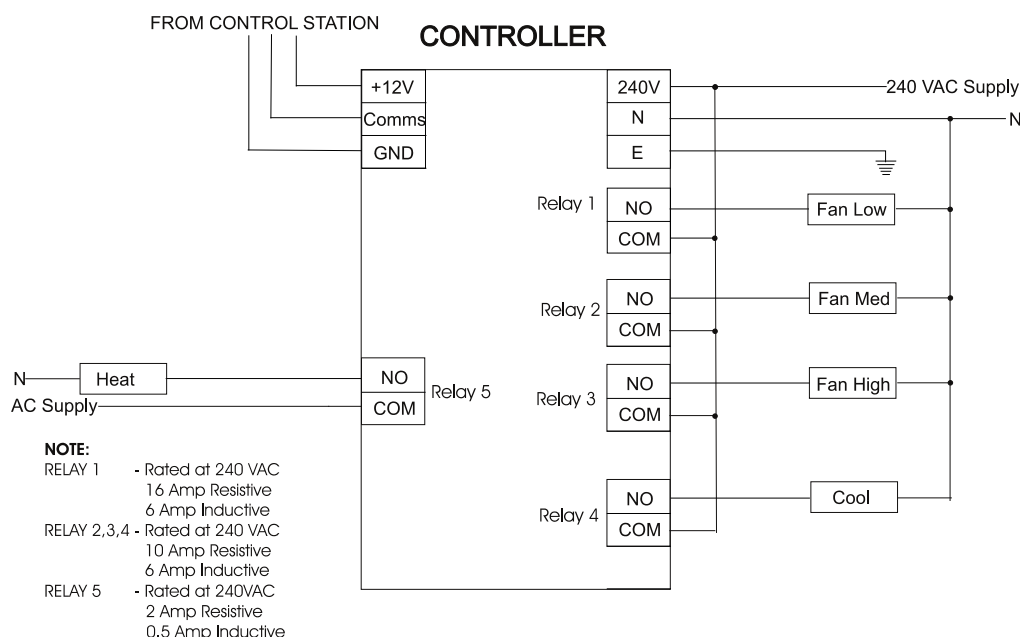 FROM CONTROL STATION
CONTROLLER
+12V
Comms
GND
240V
N
E
240 VAC Supply
N
Relay 1
NO
COM
Fan Low
Relay 2
NO
COM
Fan Med
Relay 3
NO
COM
Fan High
Relay 4
NO
COM
Cool
N
Heat
AC Supply
NO
COM
Relay 5
NOTE:
RELAY 1 - Rated at 240 VAC
16 Amp Resistive
6 Amp Inductive
RELAY 2,3,4 - Rated at 240 VAC
10 Amp Resistive
6 Amp Inductive
RELAY 5 - Rated at 240VAC
2 Amp Resistive
0.5 Amp Inductive